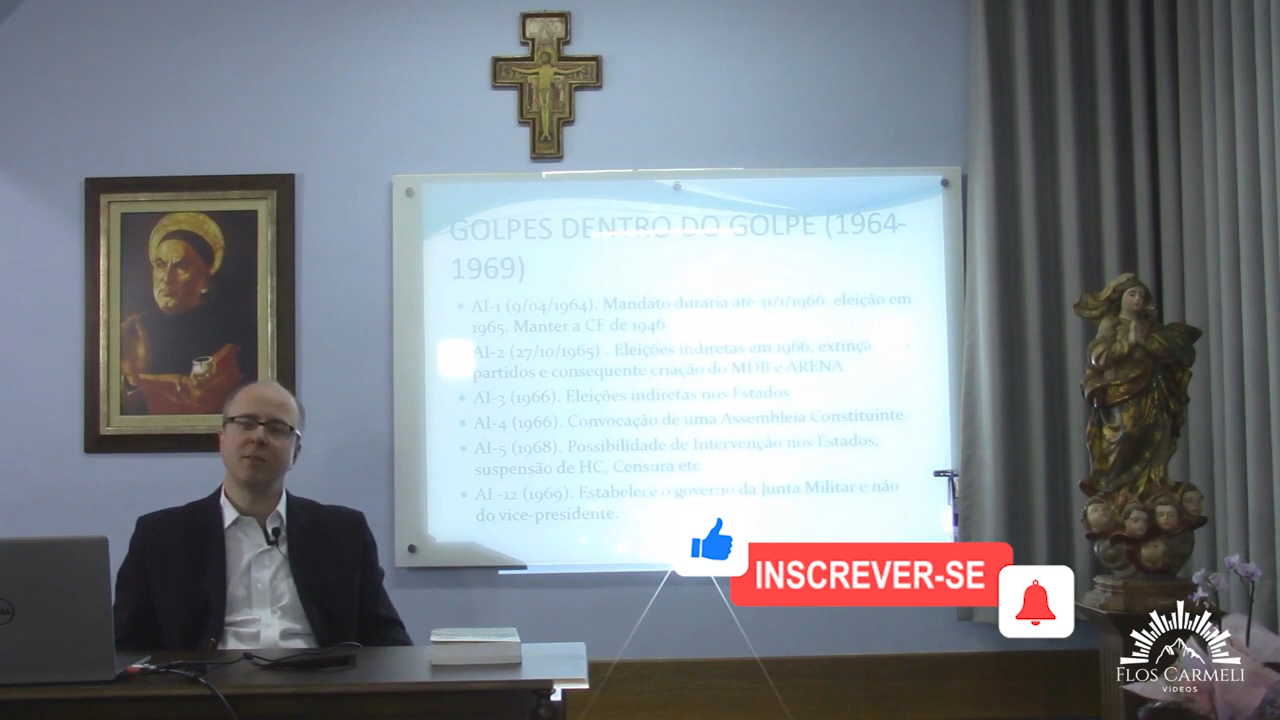 GOLPES DENTRO DO GOLPE (1964-
1969)
AI-1 (9/04/1964). Mandato duraria até 31/1/1966, eleição em
1965. Manter a CF de 1946
AI-2 (27/10/1965) . Eleições indiretas em 1966,
partidos e consequente criação do MDB e ARENA
AI-3 (1966). Eleições indiretas nos Estados
AI-4 (1966). Convocação de uma Assembleia Constituinte.
AI-5 (1968). Possibilidade de Intervenção nos Estados,
suspensão de HC, Censura etc.
AI -12 (1969). Estabelece o governo da Junta Militar e não
do vice-presidente.
INSCREVER-SE
FLOS CARMELI
VÍDEOS